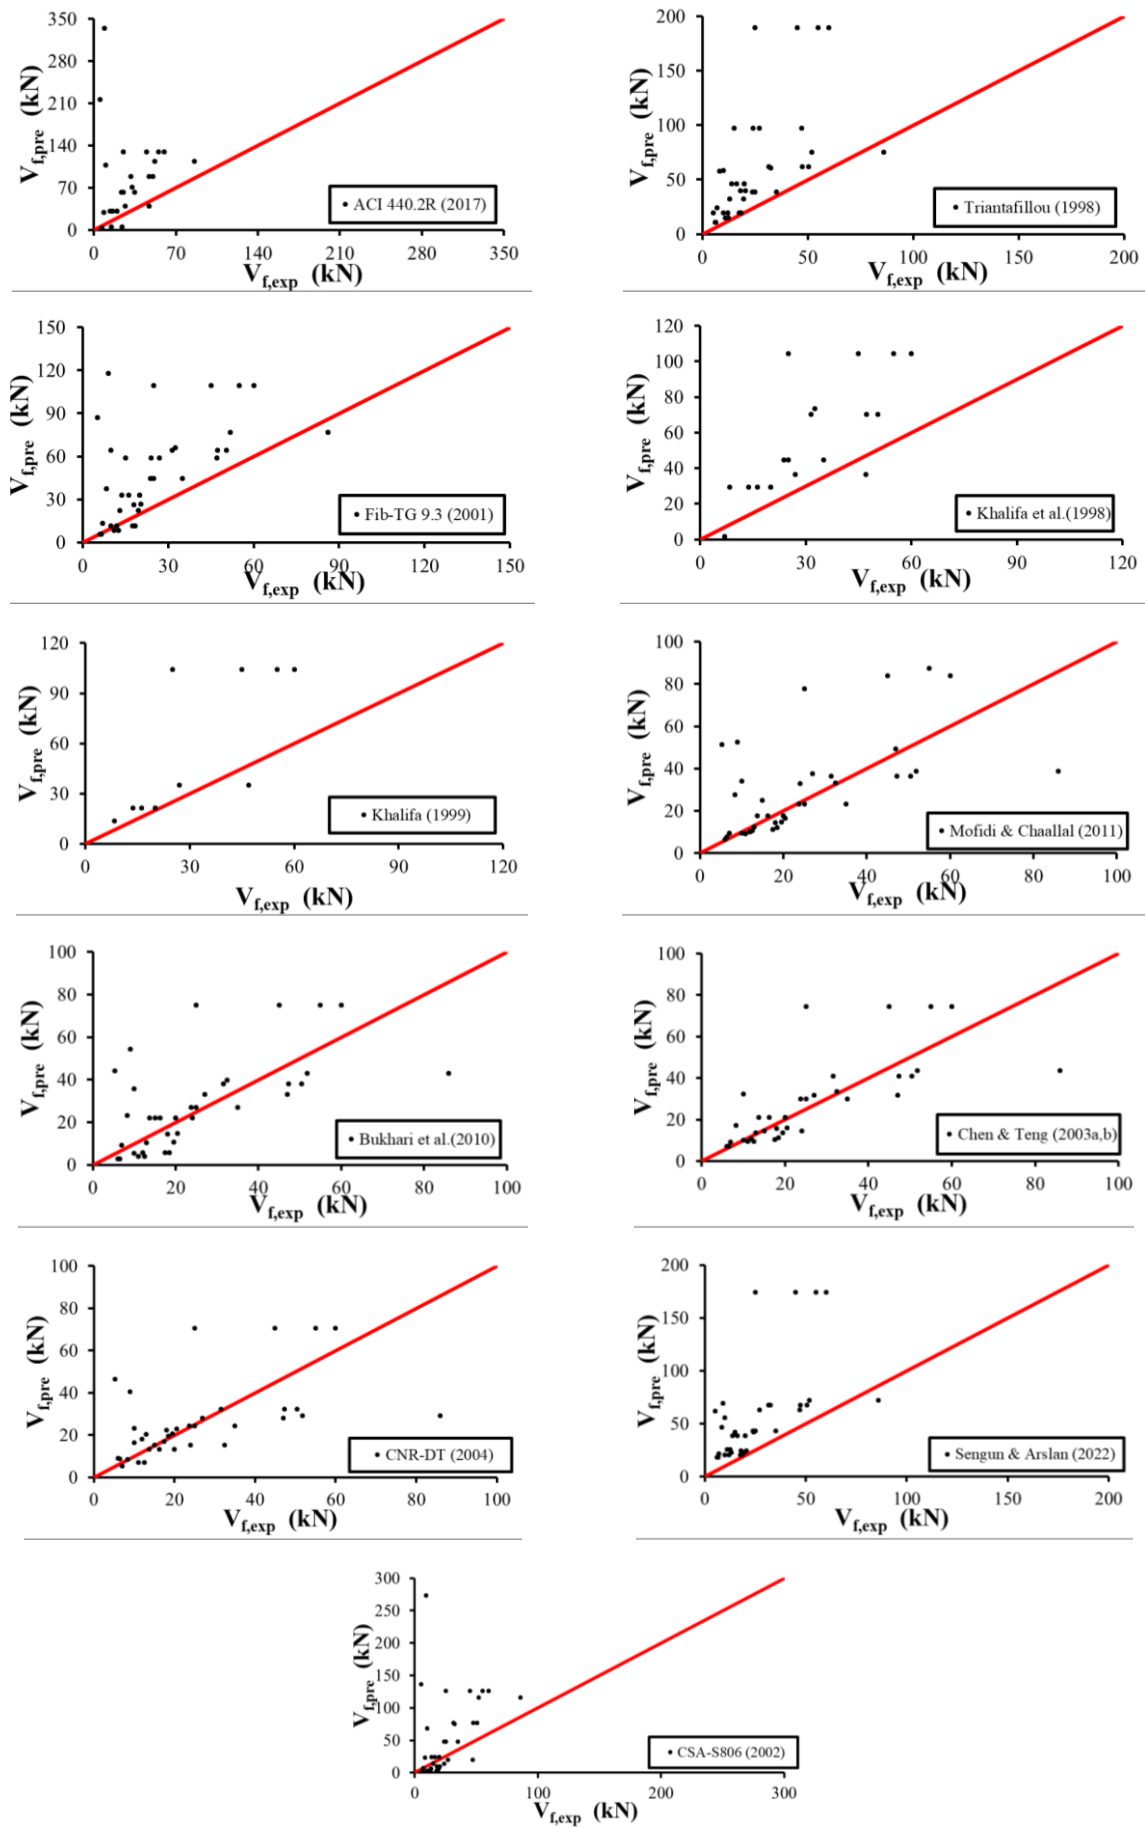 350
280
210
140
70
0
V_f,pre (kN)
ACI 440.2R (2017)
0 70 140 210 280 350
V_f,exp (kN)
200
150
100
50
0
V_f,pre (kN)
Triantafillou (1998)
0 50 100 150 200
V_f,exp (kN)
150
120
90
60
30
0
V_f,pre (kN)
Fib-TG 9.3 (2001)
0 30 60 90 120 150
V_f,exp (kN)
120
100
80
60
40
20
0
V_f,pre (kN)
Khalifa et al.(1998)
0 30 60 90 120
V_f,exp (kN)
120
90
60
30
0
V_f,pre (kN)
Khalifa (1999)
0 30 60 90 120
V_f,exp (kN)
100
80
60
40
20
0
V_f,pre (kN)
Mofidi & Chaallal (2011)
0 20 40 60 80 100
V_f,exp (kN)
100
80
60
40
20
0
V_f,pre (kN)
Bukhari et al.(2010)
0 20 40 60 80 100
V_f,exp (kN)
100
80
60
40
20
0
V_f,pre (kN)
Chen & Teng (2003a,b)
0 20 40 60 80 100
V_f,exp (kN)
100
80
60
40
20
0
V_f,pre (kN)
CNR-DT (2004)
0 20 40 60 80 100
V_f,exp (kN)
200
150
100
50
0
V_f,pre (kN)
Sengun & Arslan (2022)
0 50 100 150 200
V_f,exp (kN)
300
250
200
150
100
50
0
V_f,pre (kN)
CSA-S806 (2002)
0 100 200 300
V_f,exp (kN)